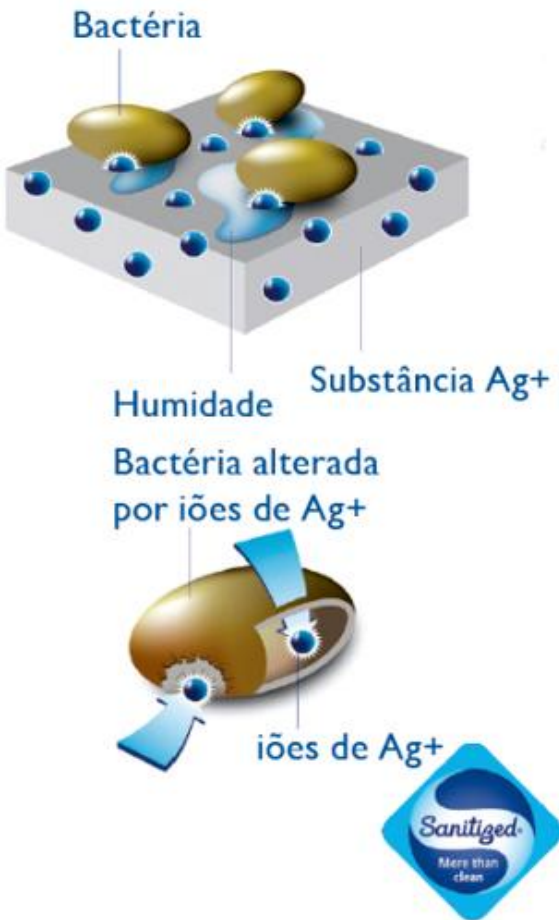 Bactéria
Humidade
Substância Ag+
Bactéria alterada
por iões de Ag+
iões de Ag+
Sanitized®
More than
clean